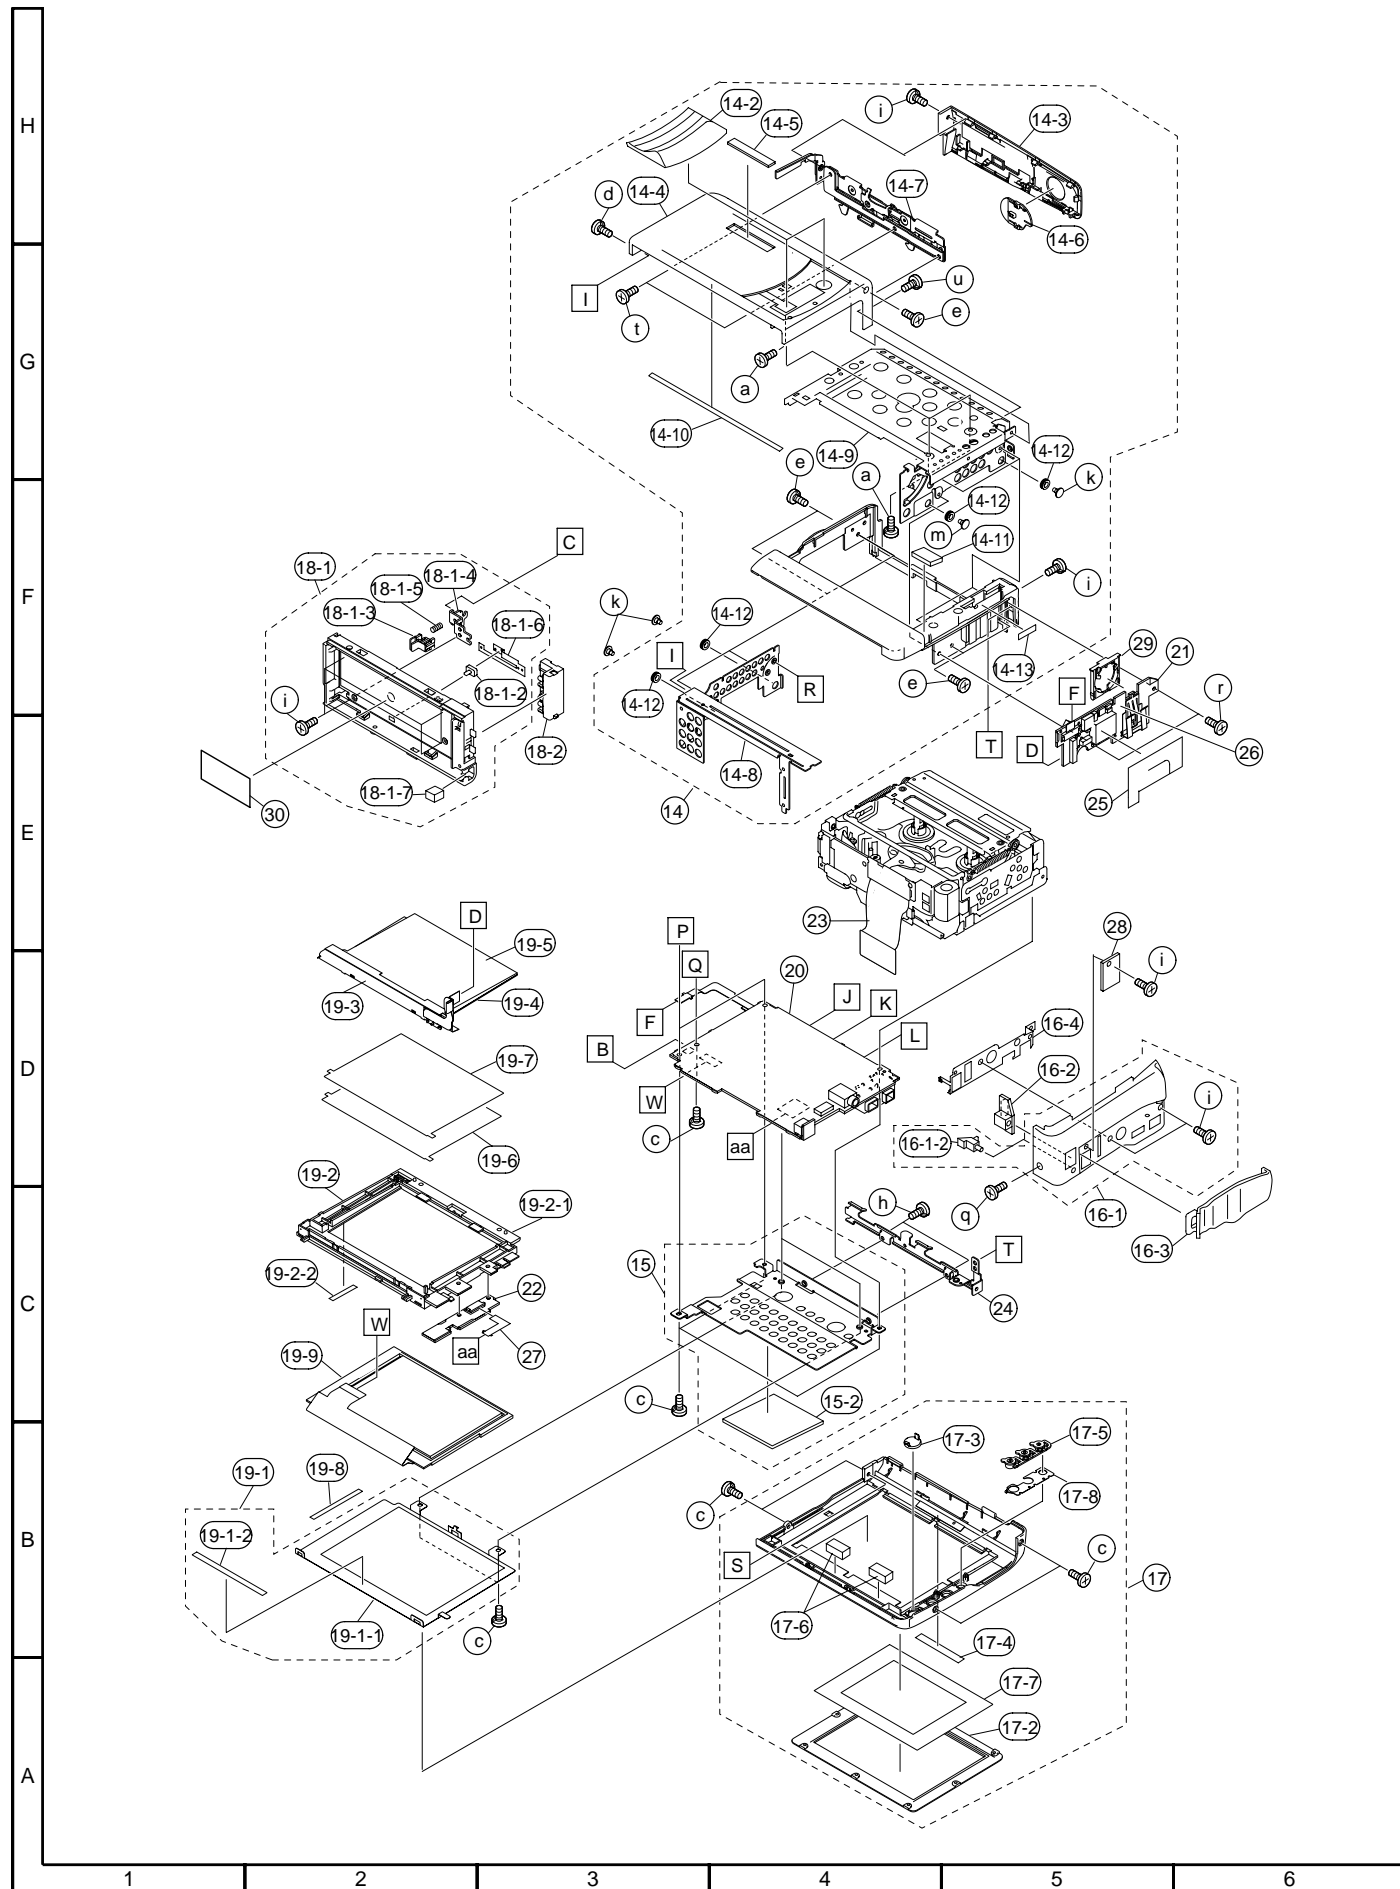 H
14-2
14-5
i
14-3
14-4
d
14-7
14-6
I
t
u
e
G
a
14-10
14-9
14-12
e
a
k
14-12
m
14-11
C
18-1
18-1-4
18-1-5
i
F
18-1-3
k
14-12
18-1-6
29
21
I
14-13
18-1-2
R
e
F
r
14-12
i
T
D
18-2
26
14-8
18-1-7
25
30
14
E
D
23
P
28
19-5
Q
20
i
19-3
19-4
J
K
F
16-4
L
B
19-7
D
16-2
W
i
c
aa
16-1-2
19-6
19-2
19-2-1
h
q
16-1
16-3
T
15
19-2-2
C
22
24
W
aa
27
19-9
c
15-2
17-3
17-5
19-1
19-8
17-8
c
19-1-2
B
c
S
17
17-6
19-1-1
c
17-4
17-7
17-2
A
1 2 3 4 5 6